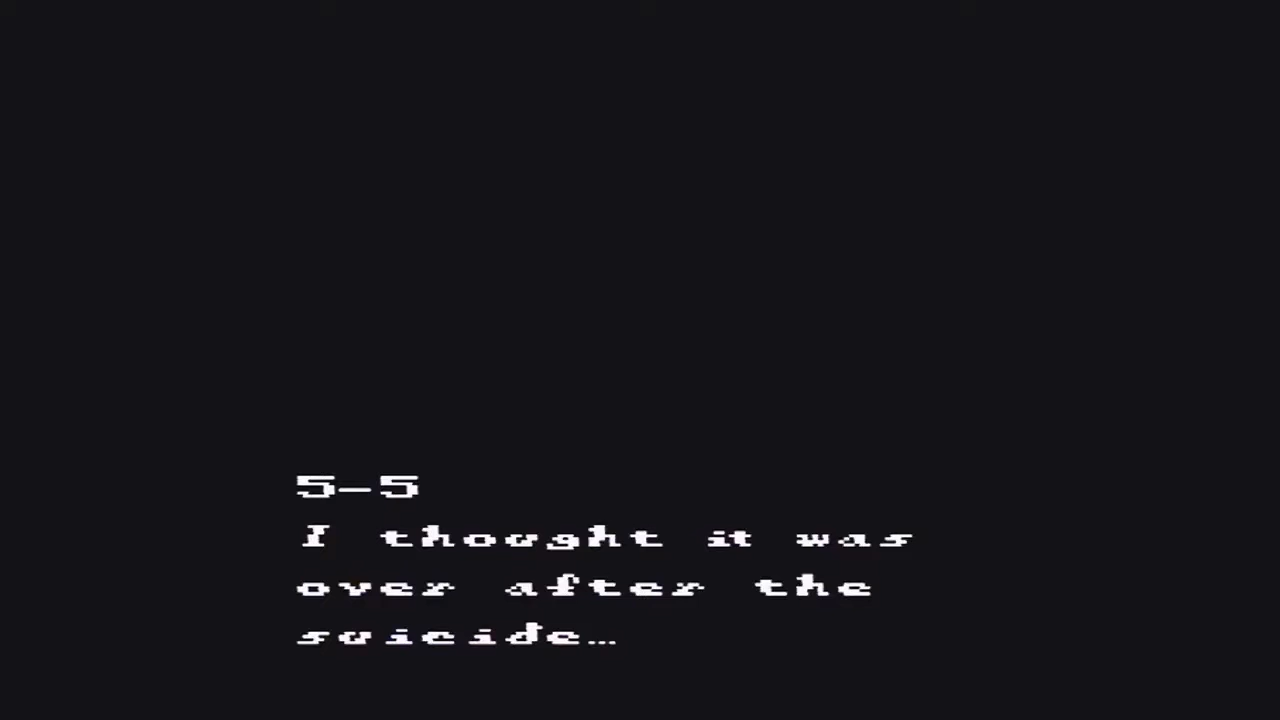 5-5
I thought it was
over after the
suicide…